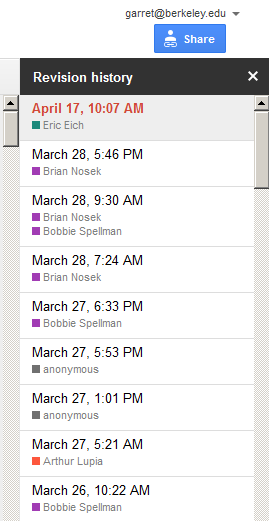 garret@berkeley.edu
Share
Revision history
April 17, 10:07 AM
Eric Eich
March 28, 5:46 PM
Brian Nosek
March 28, 9:30 AM
Brian Nosek
Bobbie Spellman
March 28, 7:24 AM
Brian Nosek
March 27, 6:33 PM
Bobbie Spellman
March 27, 5:53 PM
anonymous
March 27, 1:01 PM
anonymous
March 27, 5:21 AM
Arthur Lupia
March 26, 10:22 AM
Bobbie Spellman